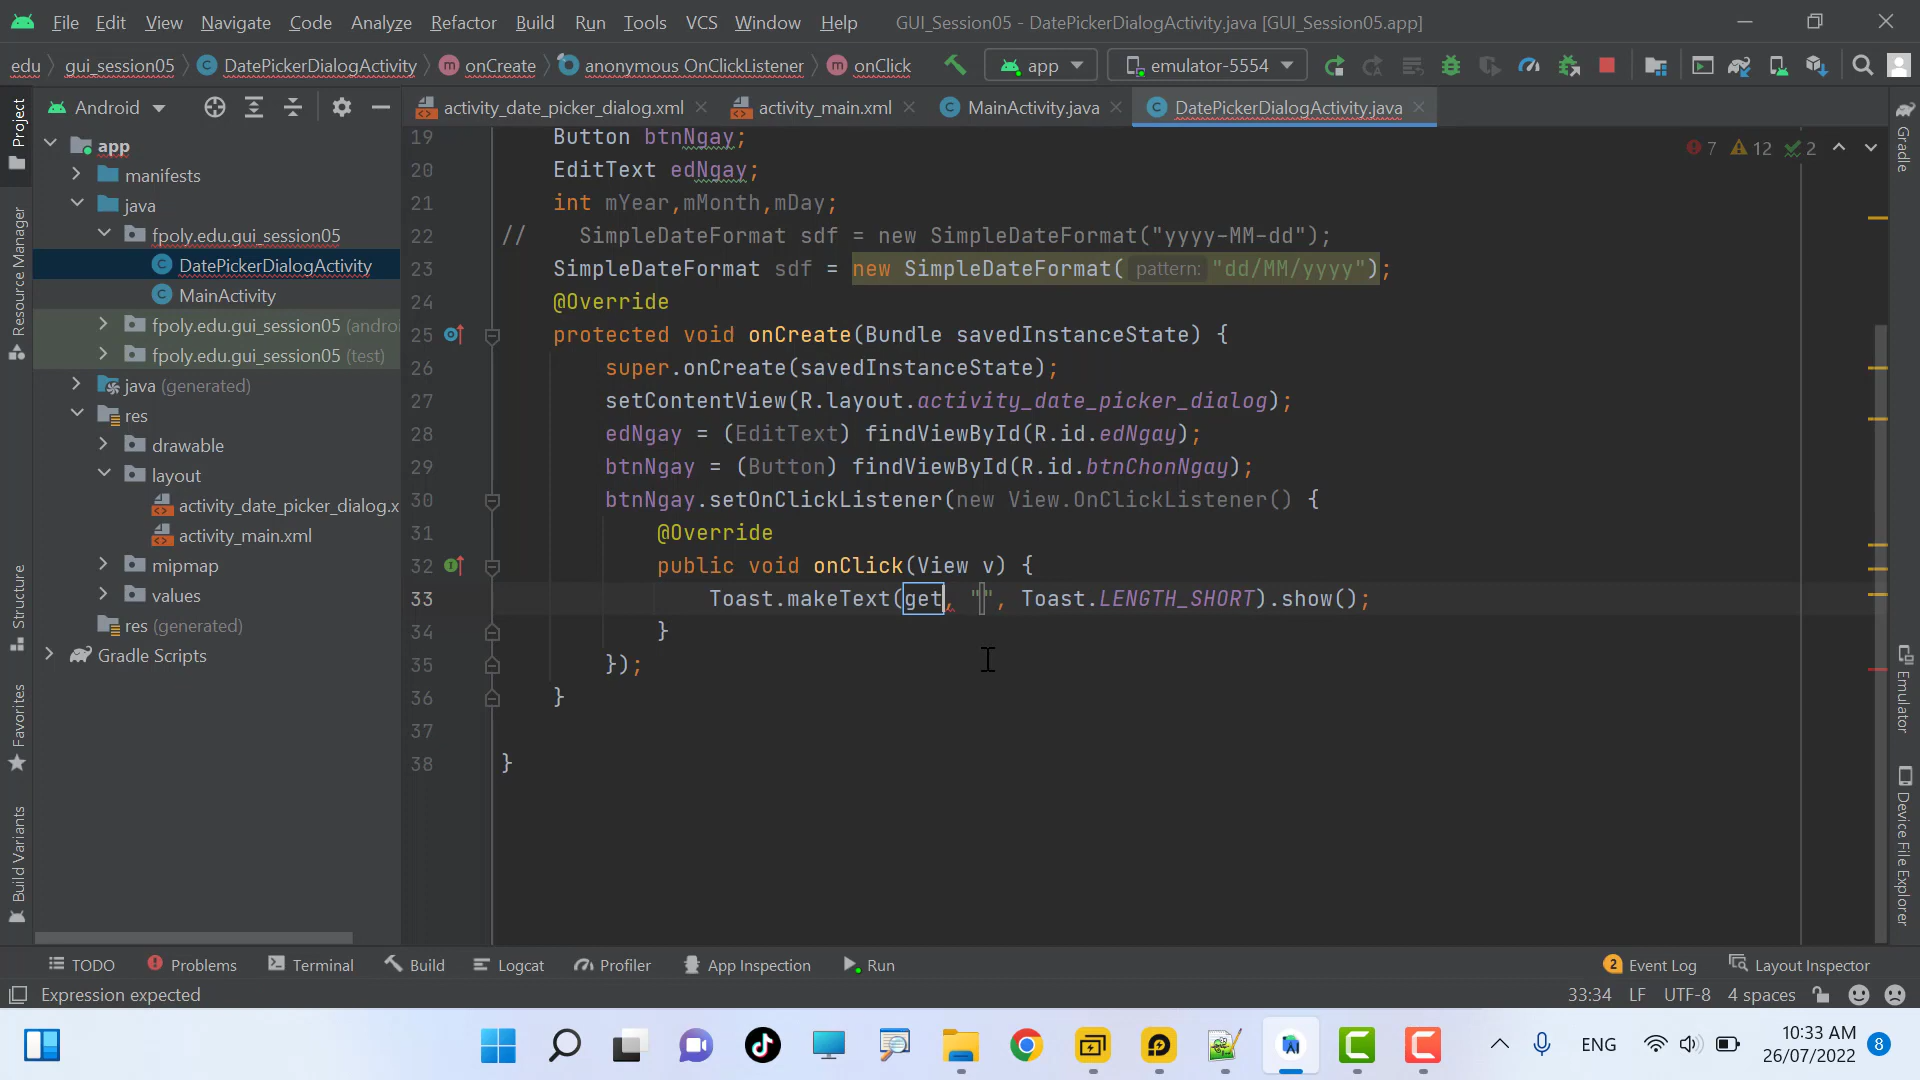 File Edit View Navigate Code Analyze Refactor Build Run Tools VCS Window Help GUI_Session05 - DatePickerDialogActivity.java [GUI_Session05.app]
edu gui_session05 DatePickerDialogActivity onCreate anonymous OnClickListener onClick app emulator-5554
Project
Resource Manager
Structure
Favorites
Build Variants
Android
app
manifests
java
fpoly.edu.gui_session05
DatePickerDialogActivity
MainActivity
fpoly.edu.gui_session05 (androi
fpoly.edu.gui_session05 (test)
java (generated)
res
drawable
layout
activity_date_picker_dialog.x
activity_main.xml
mipmap
values
res (generated)
Gradle Scripts
activity_date_picker_dialog.xml activity_main.xml MainActivity.java DatePickerDialogActivity.java
7 12 2
19 Button btnNgay;
20 EditText edNgay;
21 int mYear,mMonth,mDay;
22 // SimpleDateFormat sdf = new SimpleDateFormat("yyyy-MM-dd");
23 SimpleDateFormat sdf = new SimpleDateFormat( pattern: "dd/MM/yyyy");
24 @Override
25 protected void onCreate(Bundle savedInstanceState) {
26 super.onCreate(savedInstanceState);
27 setContentView(R.layout.activity_date_picker_dialog);
28 edNgay = (EditText) findViewById(R.id.edNgay);
29 btnNgay = (Button) findViewById(R.id.btnChonNgay);
30 btnNgay.setOnClickListener(new View.OnClickListener() {
31 @Override
32 public void onClick(View v) {
33 Toast.makeText(get, "", Toast.LENGTH_SHORT).show();
34 }
35 });
36 }
37
38 }
Gradle
Emulator
Device File Explorer
TODO Problems Terminal Build Logcat Profiler App Inspection Run 2 Event Log Layout Inspector
Expression expected 33:34 LF UTF-8 4 spaces
ENG 10:33 AM 8
26/07/2022